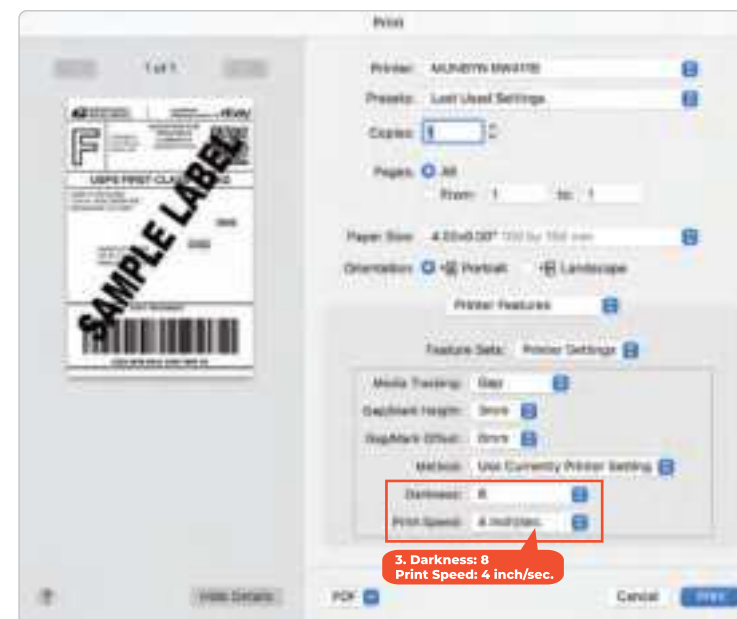 Print
1 of 1
SAMPLE LABEL
F
ebay
USPS FIRST CLASS
Printer: MUNBYN
Presets: Last Used Settings
Copies: 1
Pages: All
From: 1 to: 1
Paper Size: 4.00x6.00" 100 by 150 mm
Orientation: Portrait Landscape
Printer Features
Feature Sets: Printer Settings
Media Tracking: Gap
Gap/Mark Height: 3mm
Gap/Mark Offset: 0mm
Method: Use Currently Printer Setting
Darkness: 8
Print Speed: 4 inch/sec.
3. Darkness: 8
Print Speed: 4 inch/sec.
Hide Details
PDF
Cancel
Print